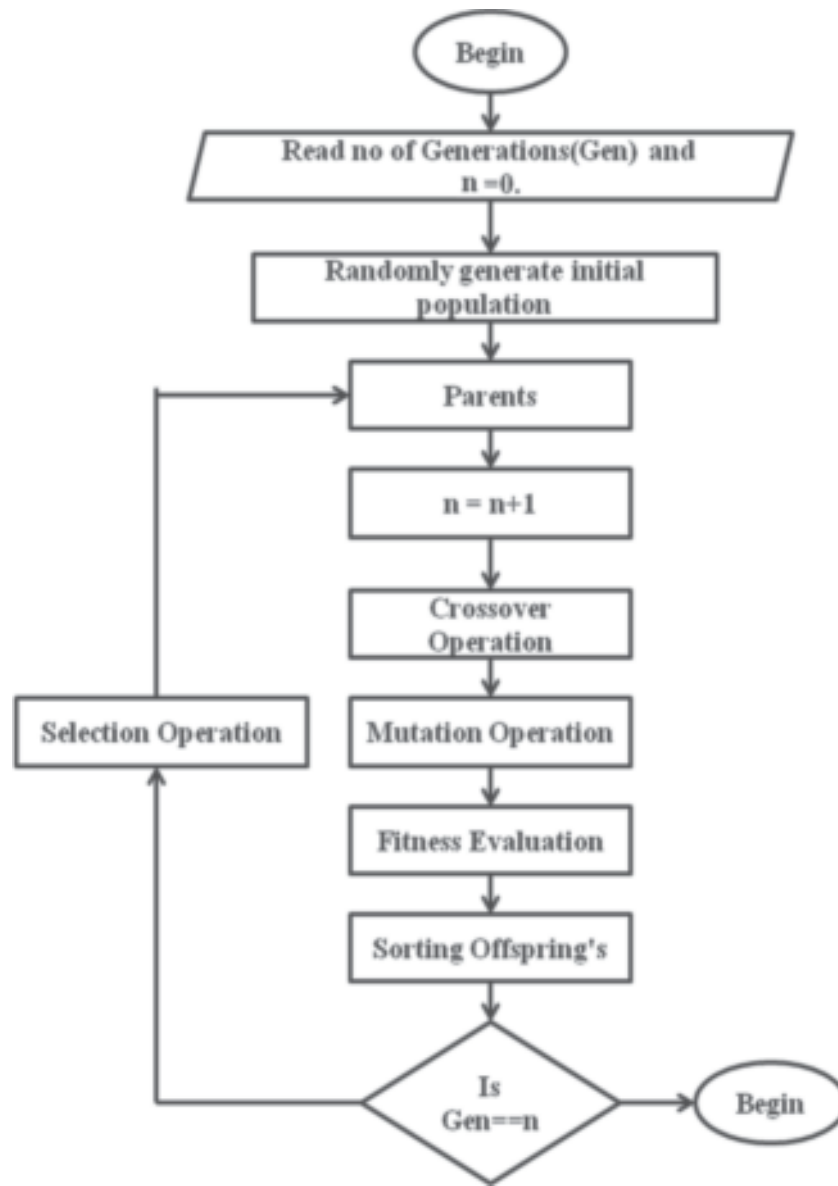 Begin
Read no of Generations(Gen) and
n =0.
Randomly generate initial
population
Parents
n = n+1
Crossover
Operation
Selection Operation
Mutation Operation
Fitness Evaluation
Sorting Offspring's
Is
Gen==n
Begin